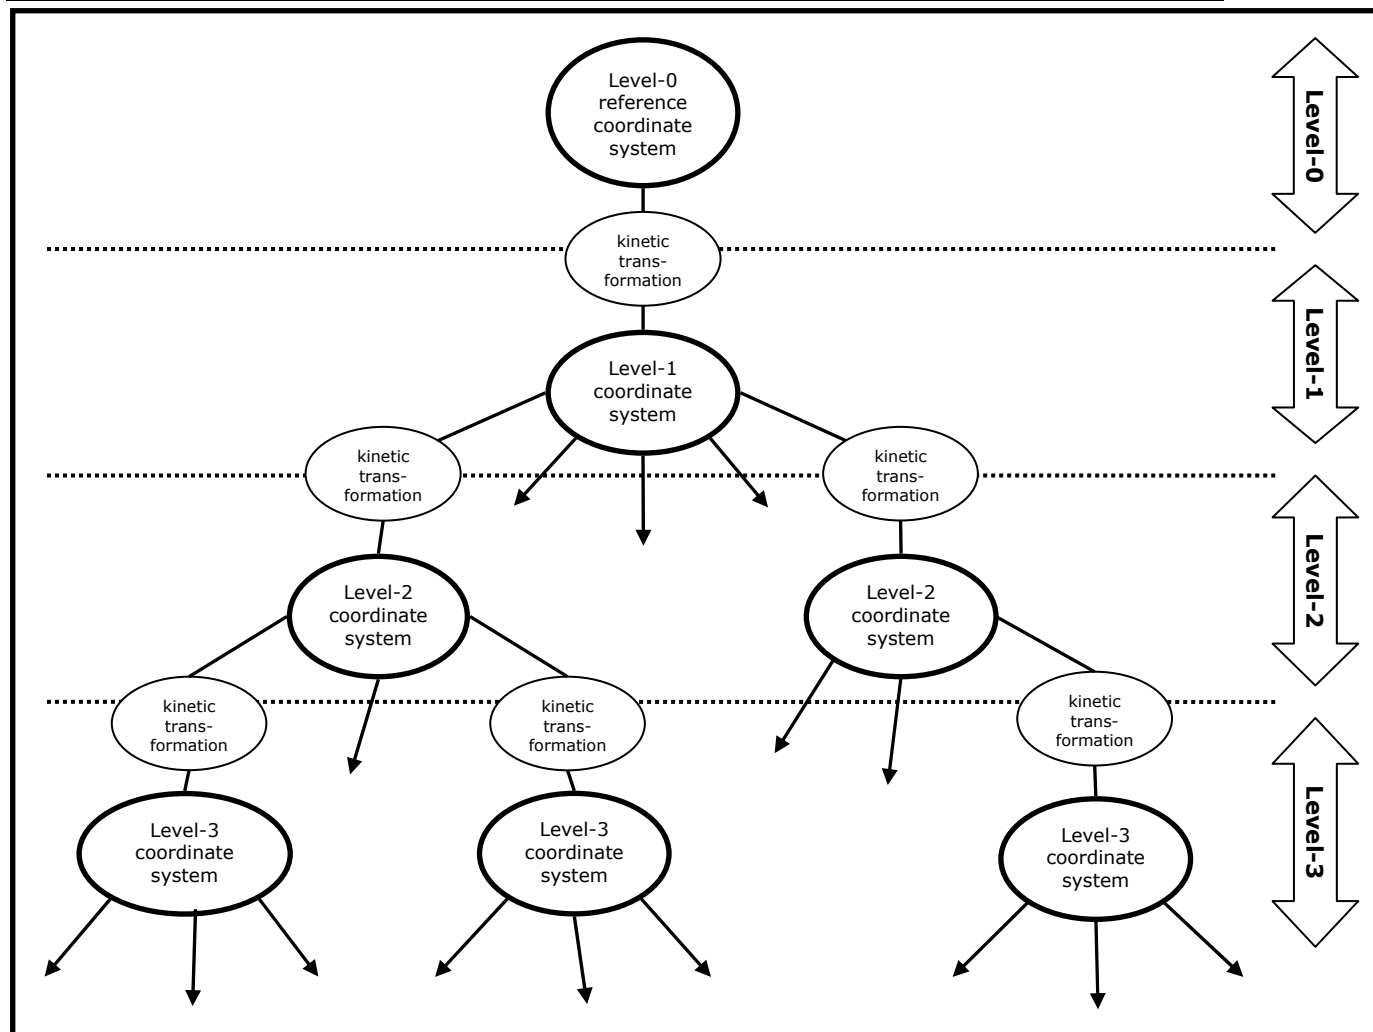 Level-0
reference
coordinate
system
Level-0
kinetic
trans-
formation
Level-1
coordinate
system
Level-1
kinetic
trans-
formation
kinetic
trans-
formation
Level-2
coordinate
system
Level-2
coordinate
system
Level-2
kinetic
trans-
formation
kinetic
trans-
formation
kinetic
trans-
formation
Level-3
coordinate
system
Level-3
coordinate
system
Level-3
coordinate
system
Level-3